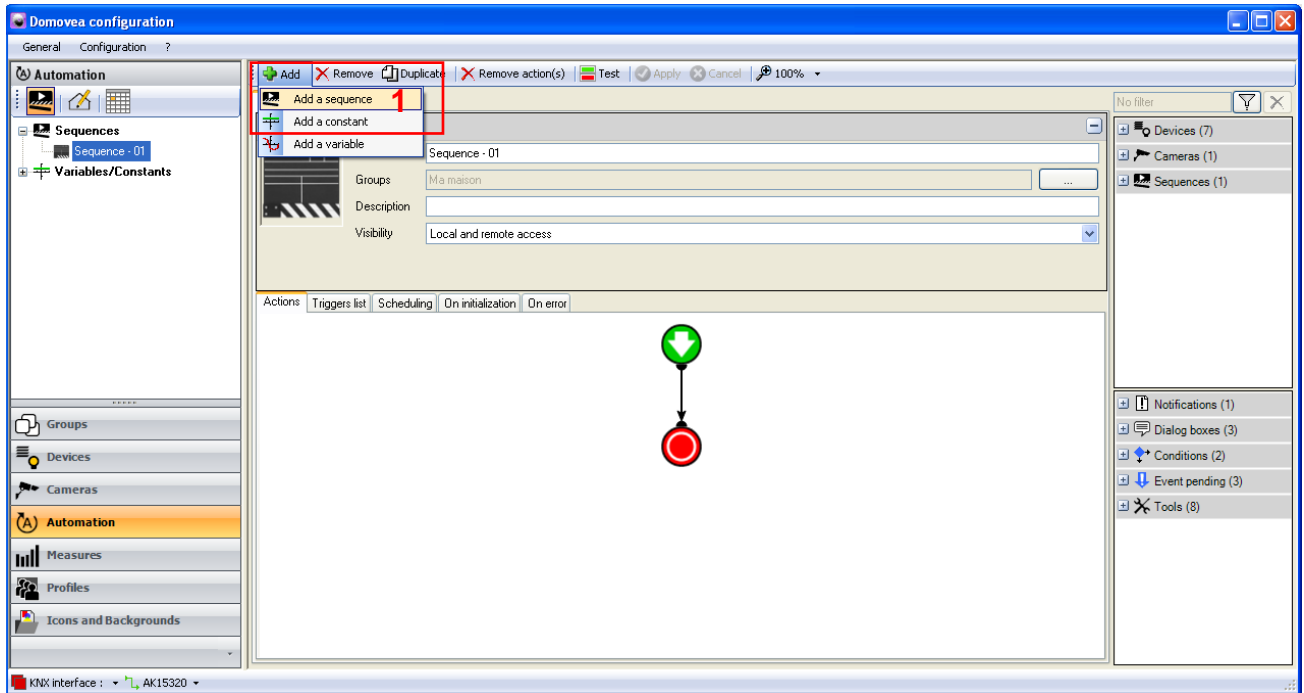 Domovea configuration
General Configuration ?
Automation
Add Remove Duplicate Remove action(s) Test Apply Cancel 100%
Add a sequence 1
Add a constant
Add a variable
No filter
Sequences
Sequence - 01
Variables/Constants
Sequence - 01
Groups Ma maison ...
Description
Visibility Local and remote access
Devices (7)
Cameras (1)
Sequences (1)
Actions Triggers list Scheduling On initialization On error
Groups
Devices
Cameras
Automation
Measures
Profiles
Icons and Backgrounds
Notifications (1)
Dialog boxes (3)
Conditions (2)
Event pending (3)
Tools (8)
KNX interface : AK15320